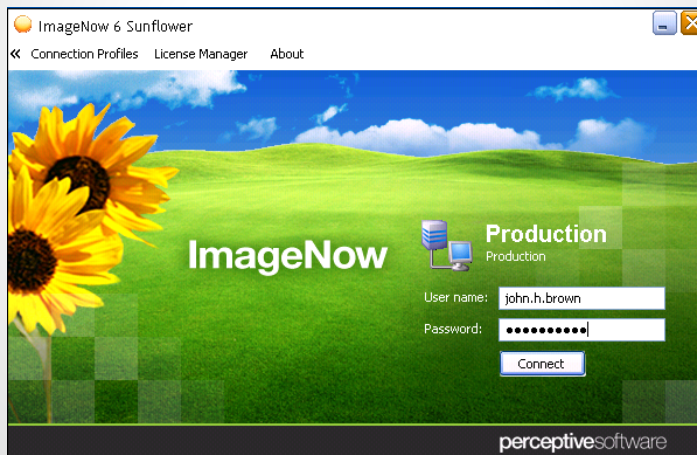 ImageNow 6 Sunflower
« Connection Profiles License Manager About
ImageNow
Production
Production
User name: john.h.brown
Password: ●●●●●●●●●●
Connect
perceptivesoftware